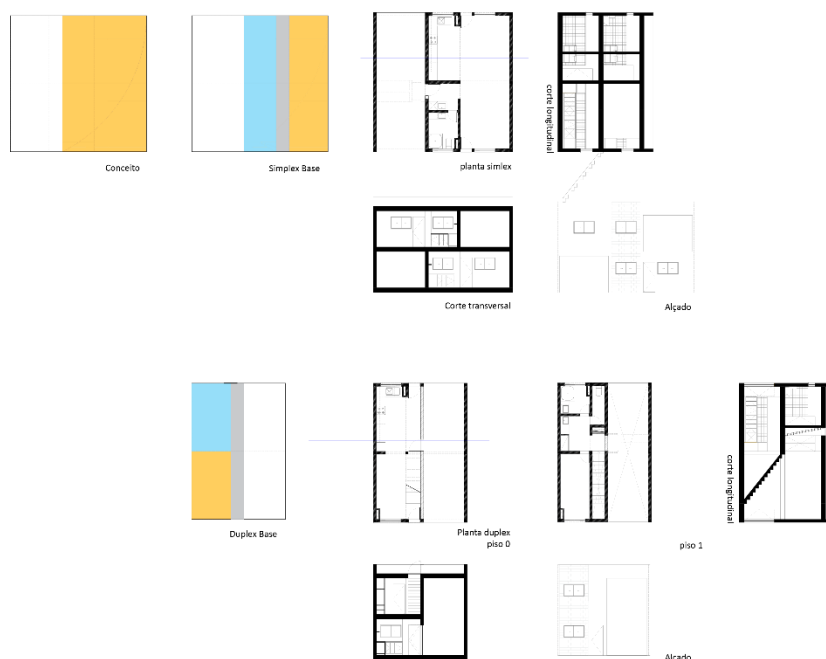 Conceito
Simplex Base
planta simlex
corte longitudinal
Corte transversal
Alçado
Duplex Base
Planta duplex
piso 0
piso 1
corte longitudinal
Alçado